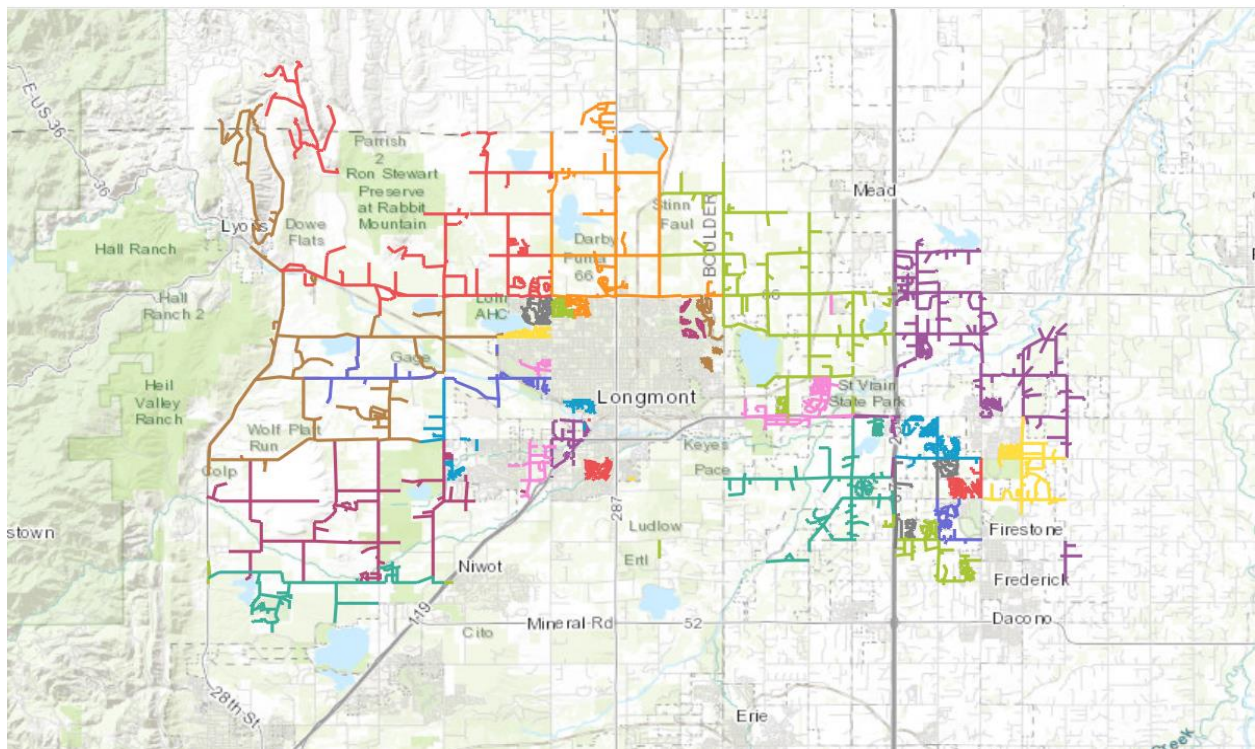 E-US-36
36
Parrish
2
Ron Stewart
Preserve
at Rabbit
Mountain
Mead
Lyons
Dowe
Flats
Stinn
Faul
BOULDER
Hall Ranch
Darby
Puma
66
66
Hall
Ranch 2
AHC
Gage
Heil
Valley
Ranch
Longmont
St Vrain
State Park
Wolf Platt
Run
Keyes
Colp
Pace
stown
287
Ludlow
Firestone
Ertl
Niwot
Frederick
119
Cito
Mineral Rd
52
Dacono
28th St
Erie
Creek